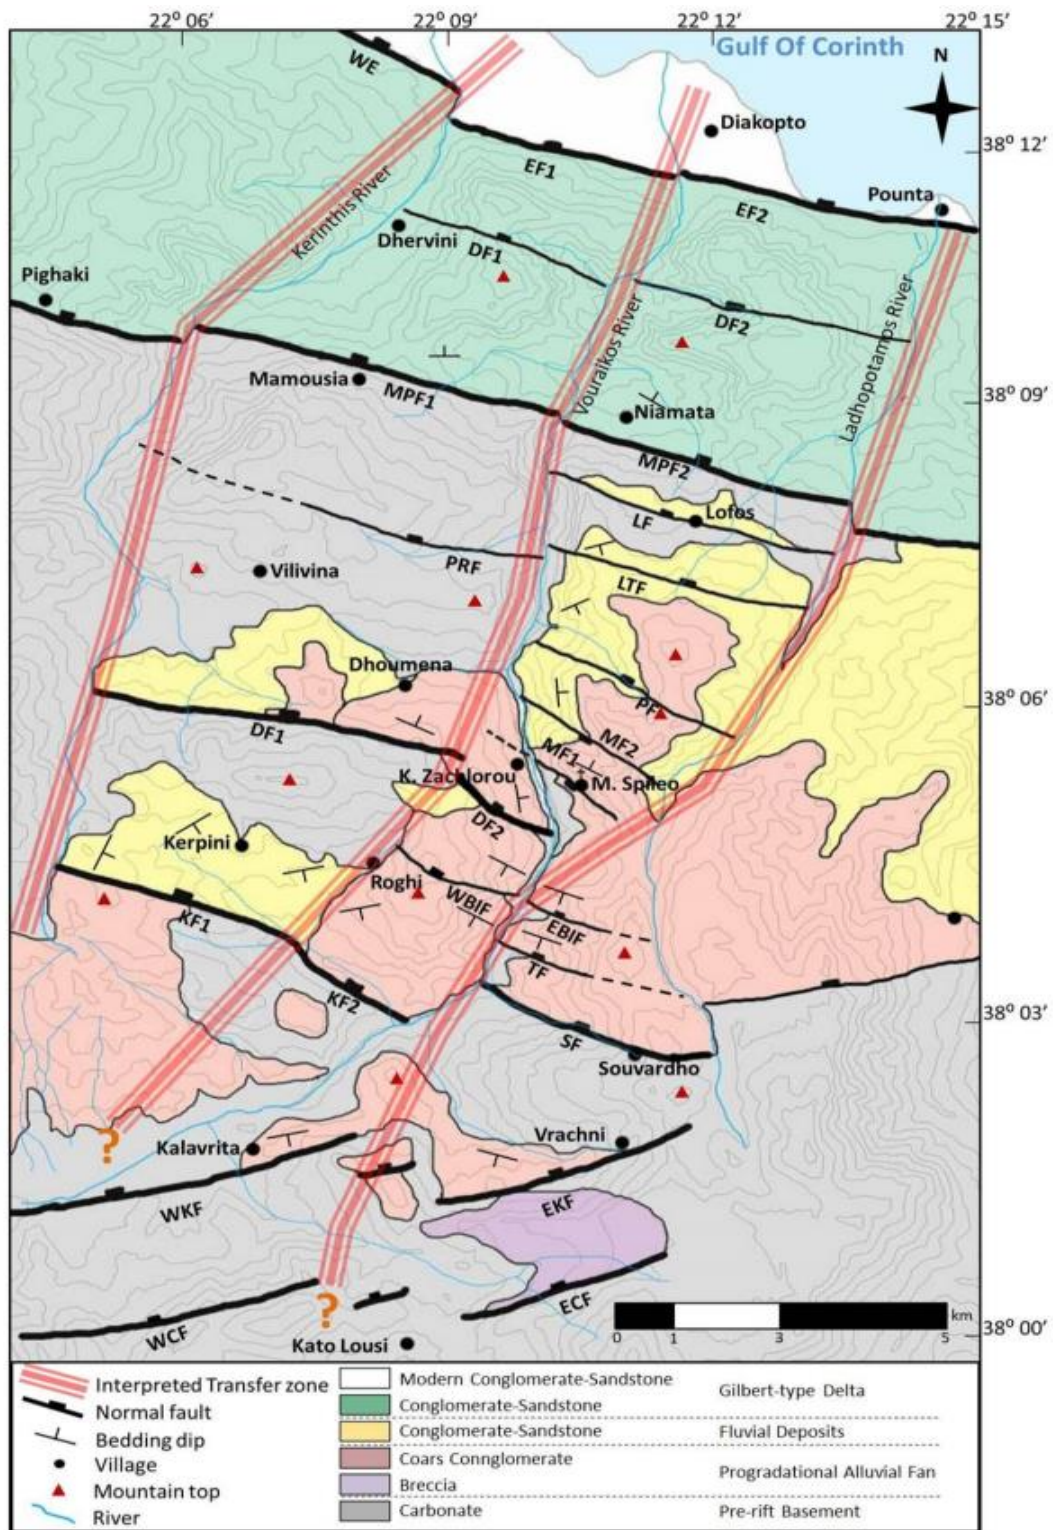 22° 06′ 22° 09′ 22° 12′ 22° 15′
WE
Gulf Of Corinth
N
Diakopto
38° 12′
EF1
Pounta
EF2
Kerinthis River
Dhervini
DF1
Pighaki
DF2
Ladhopotamos River
Vouraikos River
Mamousia
MPF1
Niamata
38° 09′
MPF2
Lofos
LF
PRF
Vilivina
LTF
Dhoumena
38° 06′
PF
DF1
MF2
MF1
K. Zachlorou
M. Spileo
DF2
Kerpini
Roghi
WBIF
KF1
EBIF
TF
KF2
38° 03′
SF
Souvardho
?
Kalavrita
Vrachni
WKF
EKF
?
ECF
WCF
km
0 1 3 5
Kato Lousi
38° 00′
Interpreted Transfer zone
Normal fault
Bedding dip
Village
Mountain top
River
Modern Conglomerate-Sandstone
Gilbert-type Delta
Conglomerate-Sandstone
Conglomerate-Sandstone Fluvial Deposits
Coars Connglomerate
Progradational Alluvial Fan
Breccia
Carbonate Pre-rift Basement